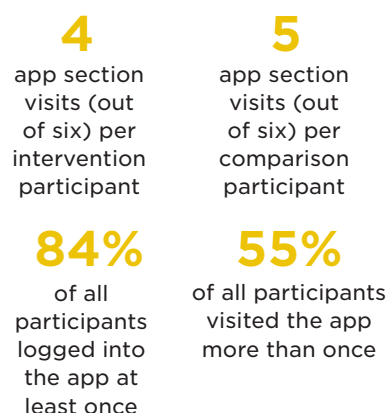 4
app section
visits (out
of six) per
intervention
participant
5
app section
visits (out
of six) per
comparison
participant
84%
of all
participants
logged into
the app at
least once
55%
of all participants
visited the app
more than once